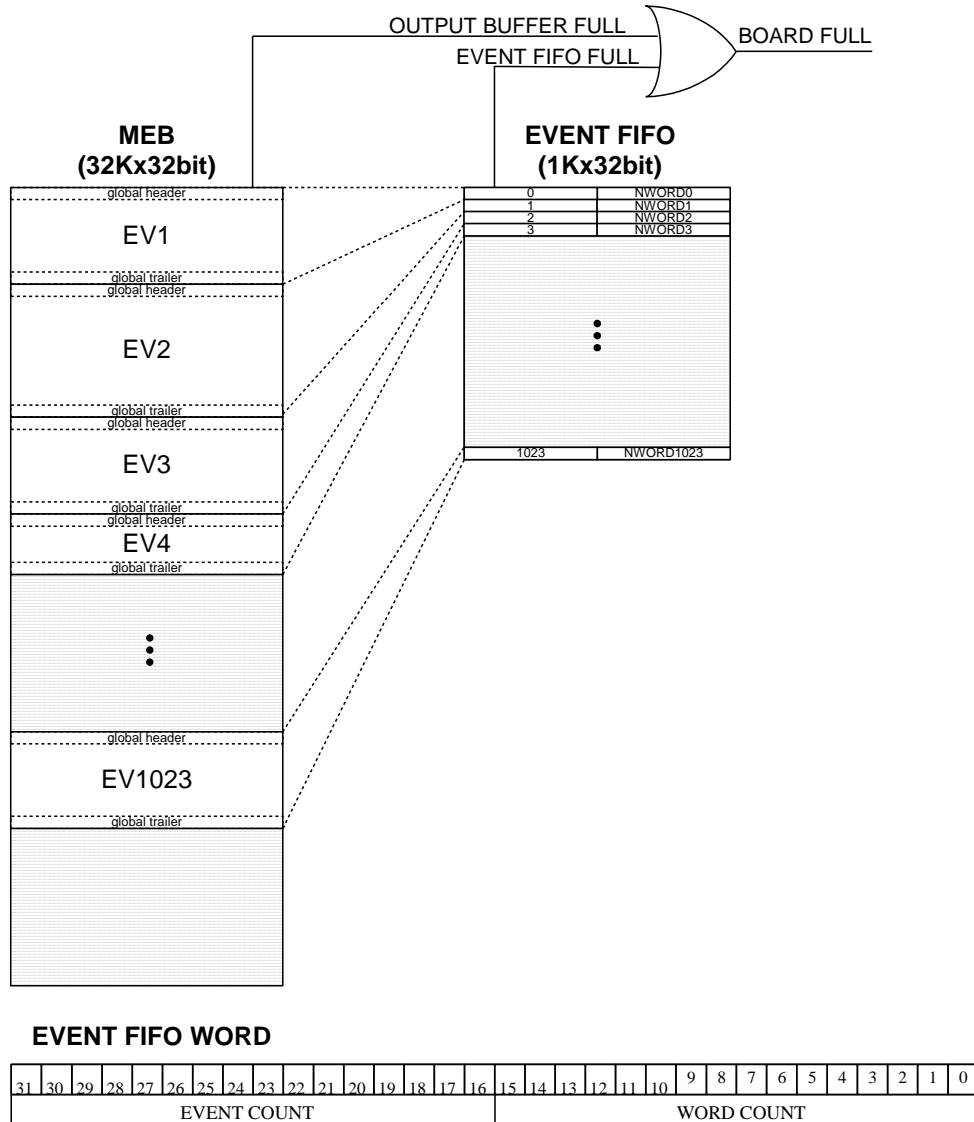 OUTPUT BUFFER FULL
BOARD FULL
EVENT FIFO FULL
MEB
(32Kx32bit)
EVENT FIFO
(1Kx32bit)
global header
EV1
global trailer
global header
EV2
global trailer
global header
EV3
global trailer
global header
EV4
global trailer
global header
EV1023
global trailer
0 NWORD0
1 NWORD1
2 NWORD2
3 NWORD3
1023 NWORD1023
EVENT FIFO WORD
31 30 29 28 27 26 25 24 23 22 21 20 19 18 17 16 15 14 13 12 11 10 9 8 7 6 5 4 3 2 1 0
EVENT COUNT WORD COUNT